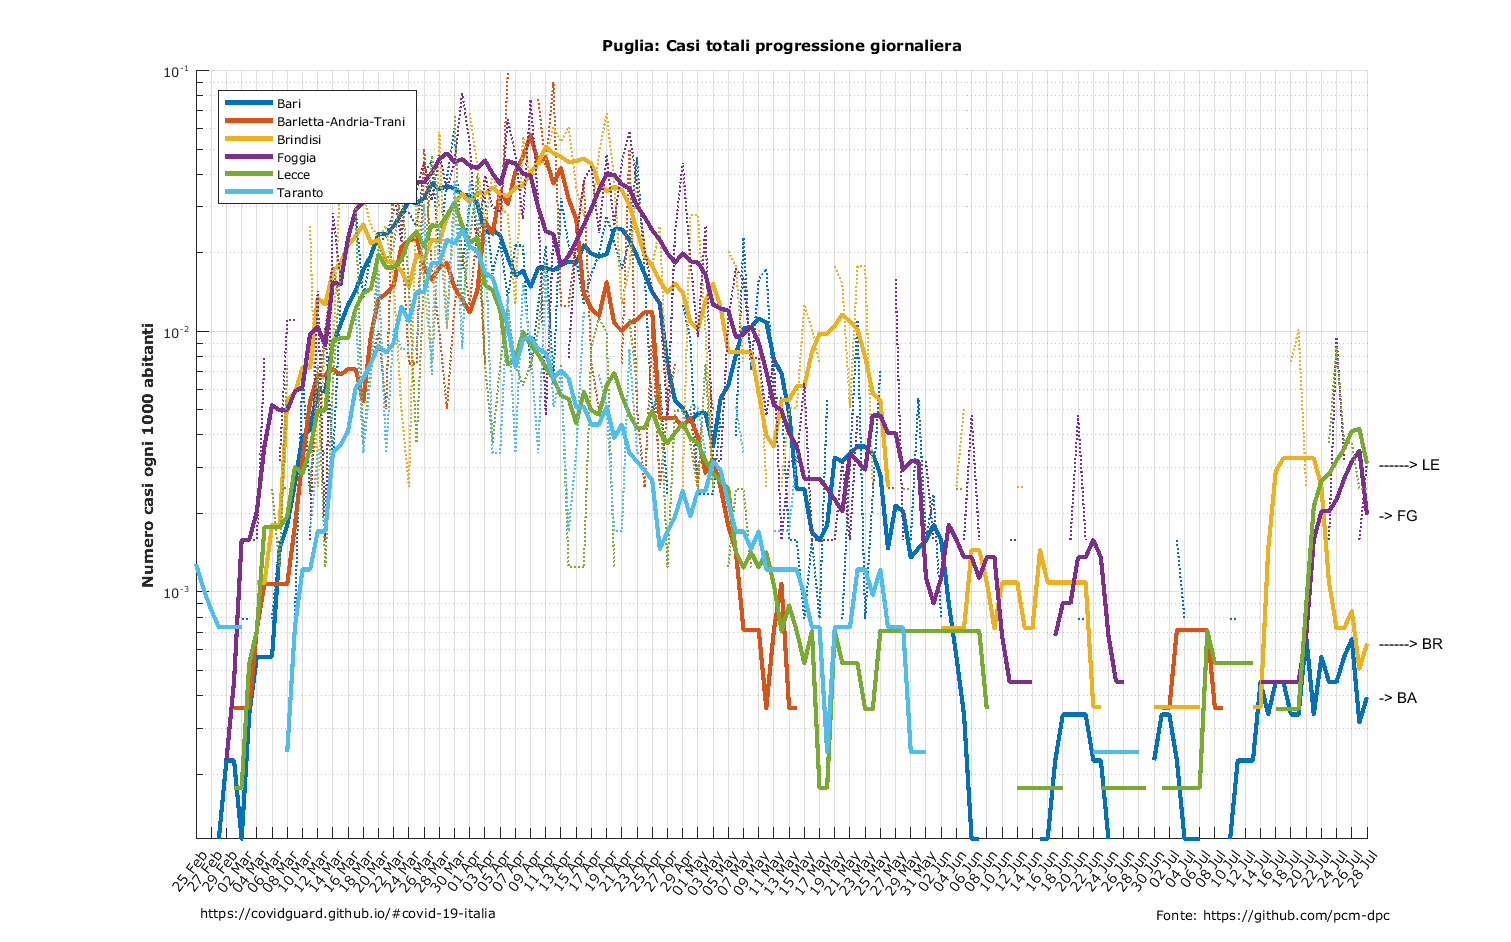 Puglia: Casi totali progressione giornaliera
Numero casi ogni 1000 abitanti
10⁻¹
10⁻²
10⁻³
Bari
Barletta-Andria-Trani
Brindisi
Foggia
Lecce
Taranto
------> LE
-> FG
------> BR
-> BA
25 Feb
27 Feb
29 Feb
02 Mar
04 Mar
06 Mar
08 Mar
10 Mar
12 Mar
14 Mar
16 Mar
18 Mar
20 Mar
22 Mar
24 Mar
26 Mar
28 Mar
30 Mar
01 Apr
03 Apr
05 Apr
07 Apr
09 Apr
11 Apr
13 Apr
15 Apr
17 Apr
19 Apr
21 Apr
23 Apr
25 Apr
27 Apr
29 Apr
01 May
03 May
05 May
07 May
09 May
11 May
13 May
15 May
17 May
19 May
21 May
23 May
25 May
27 May
29 May
31 May
02 Jun
04 Jun
06 Jun
08 Jun
10 Jun
12 Jun
14 Jun
16 Jun
18 Jun
20 Jun
22 Jun
24 Jun
26 Jun
28 Jun
30 Jun
02 Jul
04 Jul
06 Jul
08 Jul
10 Jul
12 Jul
14 Jul
16 Jul
18 Jul
20 Jul
22 Jul
24 Jul
26 Jul
28 Jul
https://covidguard.github.io/#covid-19-italia
Fonte: https://github.com/pcm-dpc